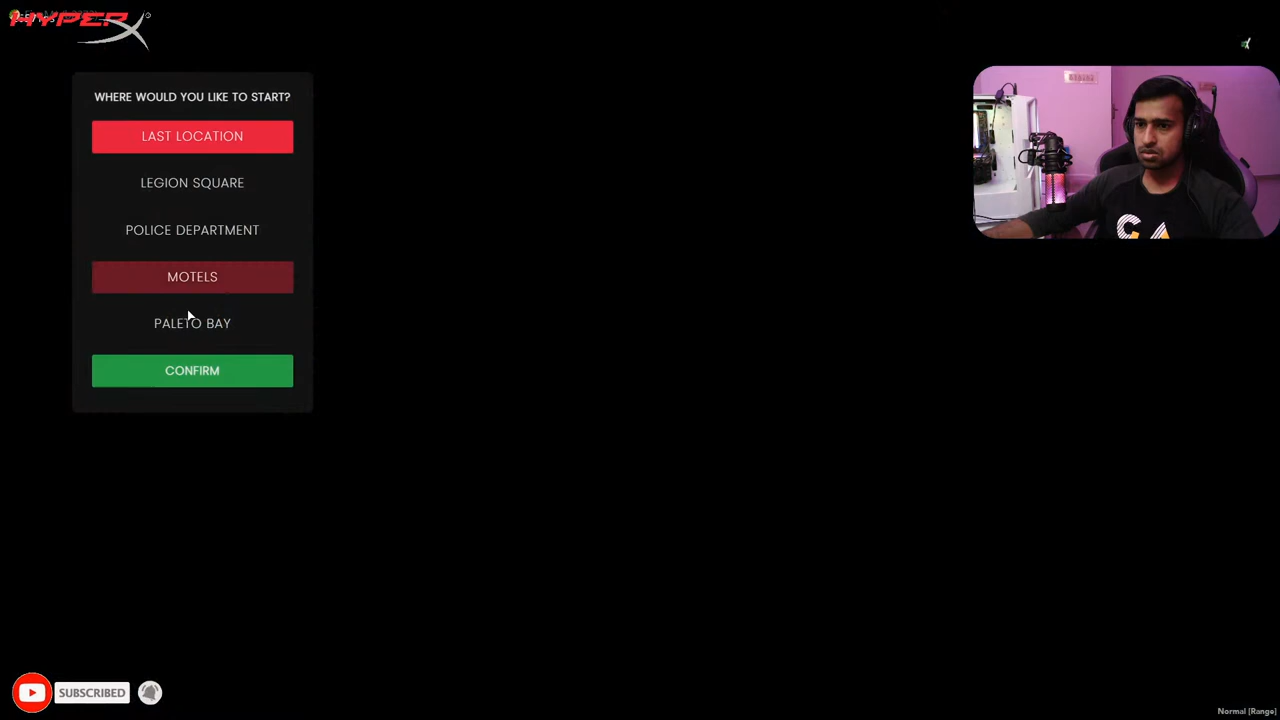 HYPERX
WHERE WOULD YOU LIKE TO START?
LAST LOCATION
LEGION SQUARE
POLICE DEPARTMENT
MOTELS
PALETO BAY
CONFIRM
SUBSCRIBED
Normal [Range]